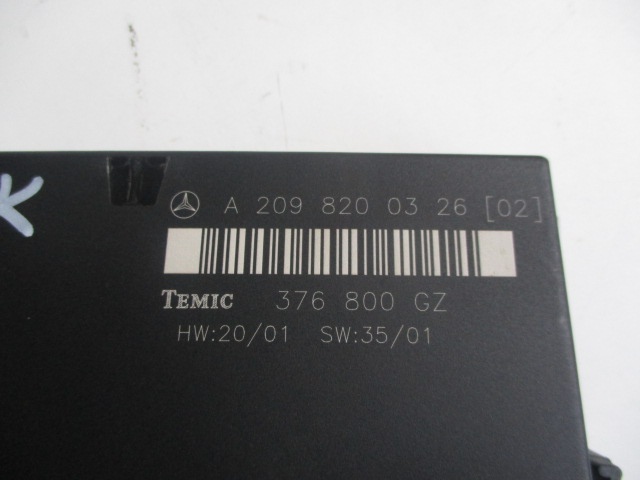 K
A 209 820 03 26 [02]
TEMIC 376 800 GZ
HW:20/01 SW:35/01